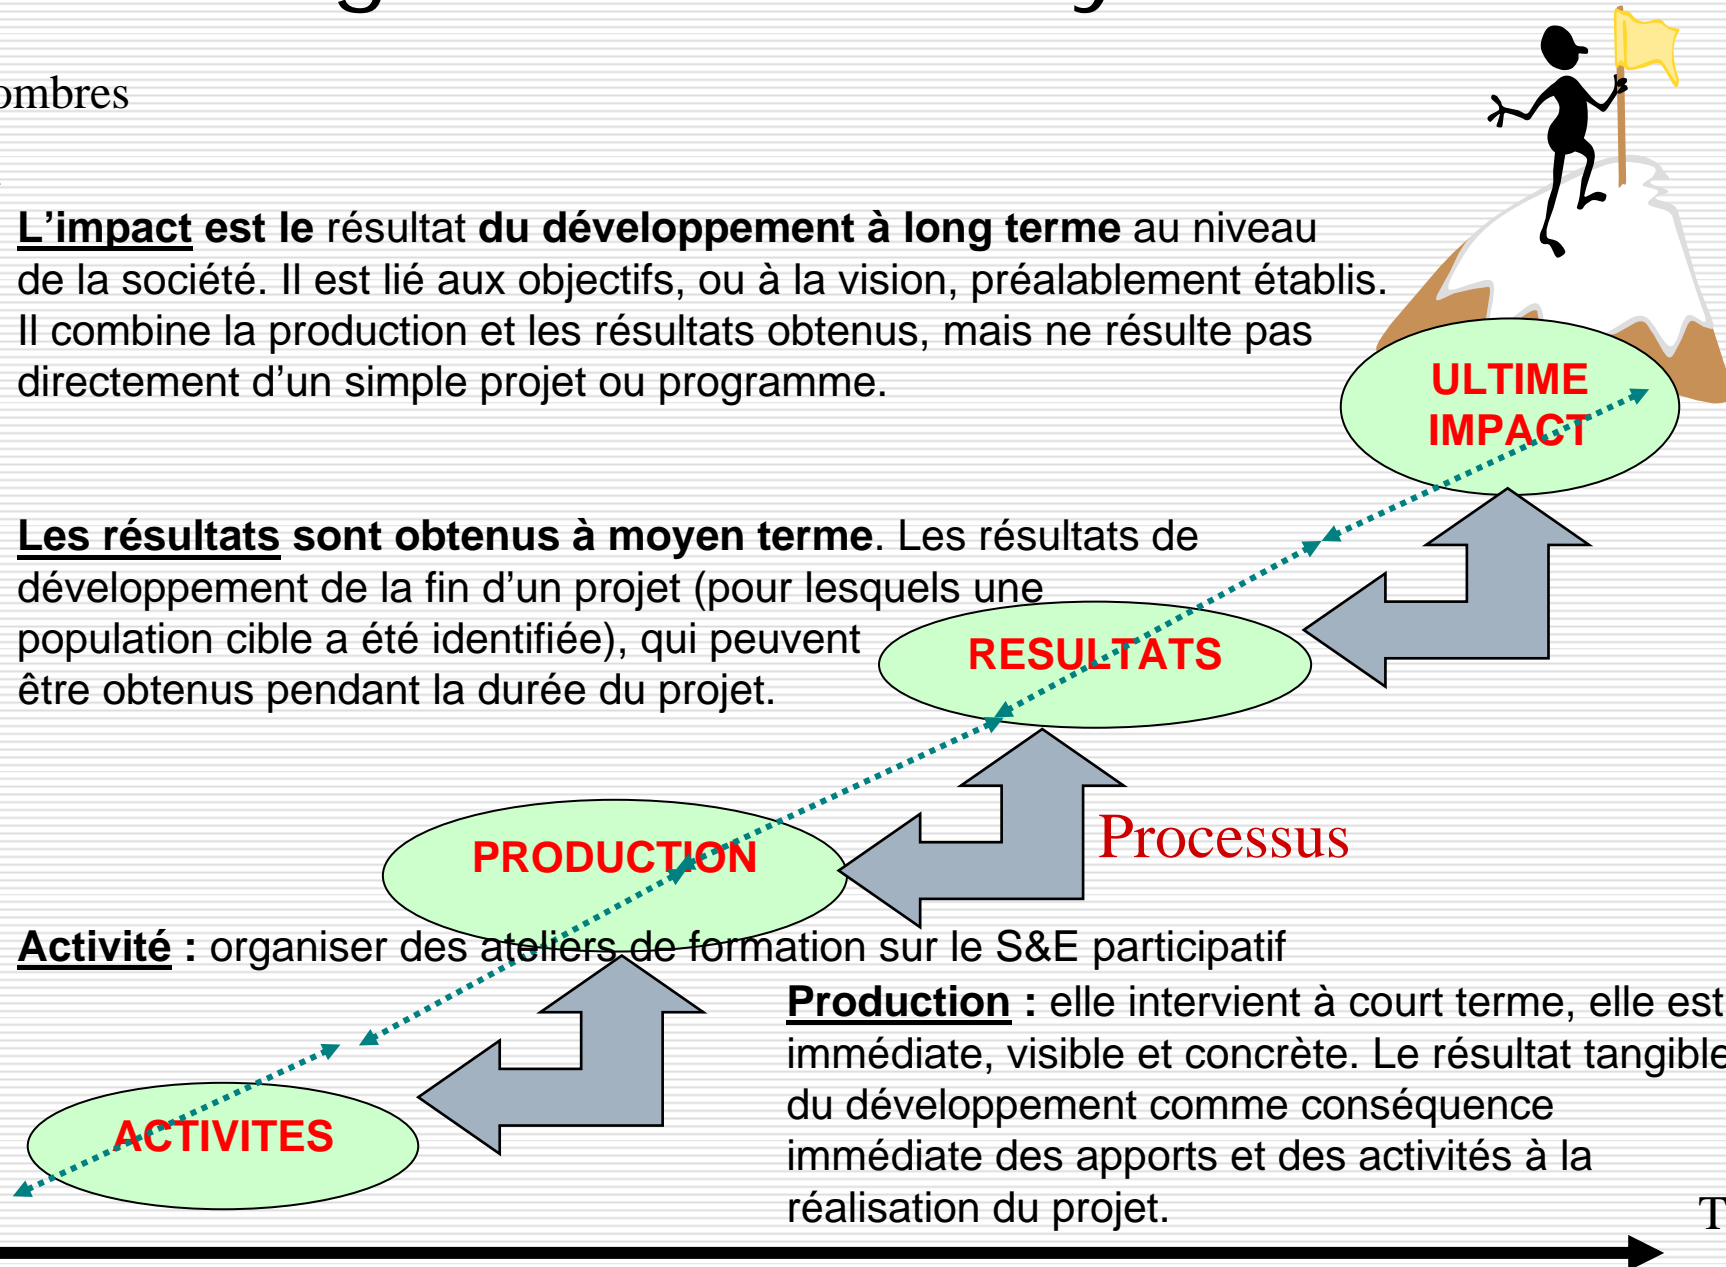 L’impact est le résultat du développement à long terme au niveau
de la société. Il est lié aux objectifs, ou à la vision, préalablement établis.
Il combine la production et les résultats obtenus, mais ne résulte pas
directement d’un simple projet ou programme.
ULTIME
IMPACT
Les résultats sont obtenus à moyen terme. Les résultats de
développement de la fin d’un projet (pour lesquels une
population cible a été identifiée), qui peuvent
être obtenus pendant la durée du projet.
RESULTATS
Processus
PRODUCTION
Activité : organiser des ateliers de formation sur le S&E participatif
Production : elle intervient à court terme, elle est
immédiate, visible et concrète. Le résultat tangible
du développement comme conséquence
immédiate des apports et des activités à la
réalisation du projet.
ACTIVITES